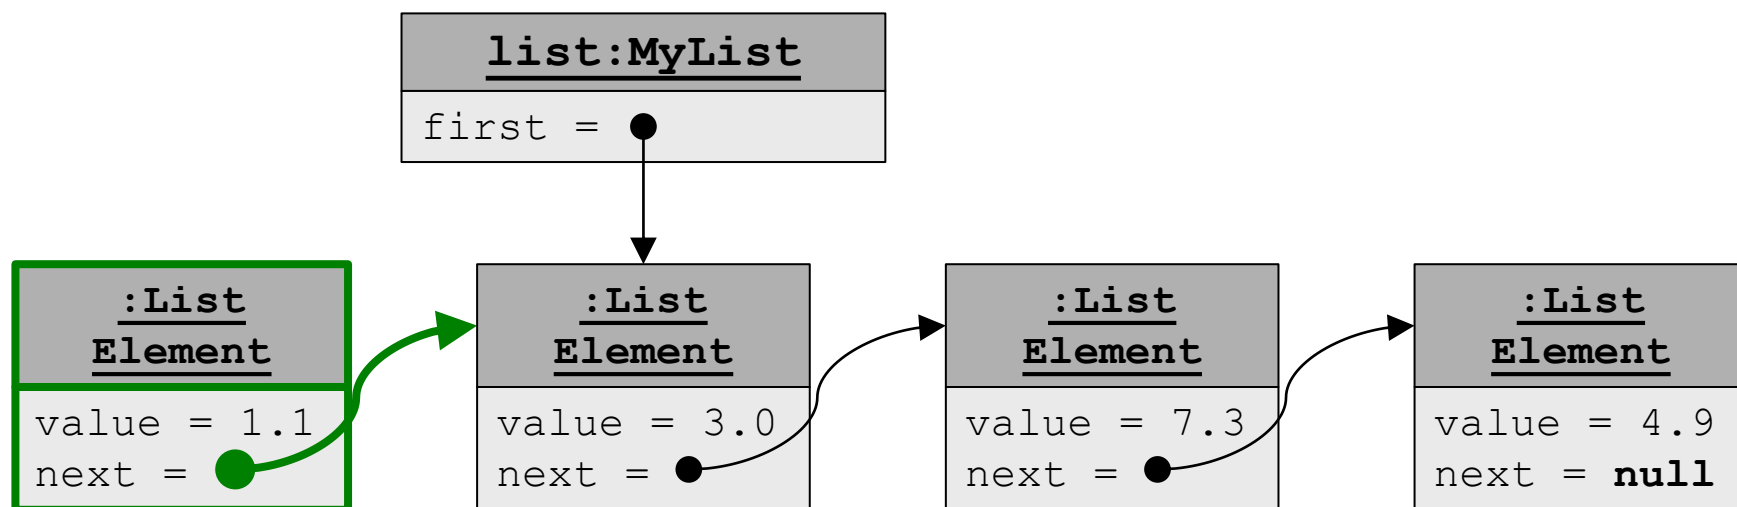 list:MyList
first =
:List
Element
value = 1.1
next =
:List
Element
value = 3.0
next =
:List
Element
value = 7.3
next =
:List
Element
value = 4.9
next = null